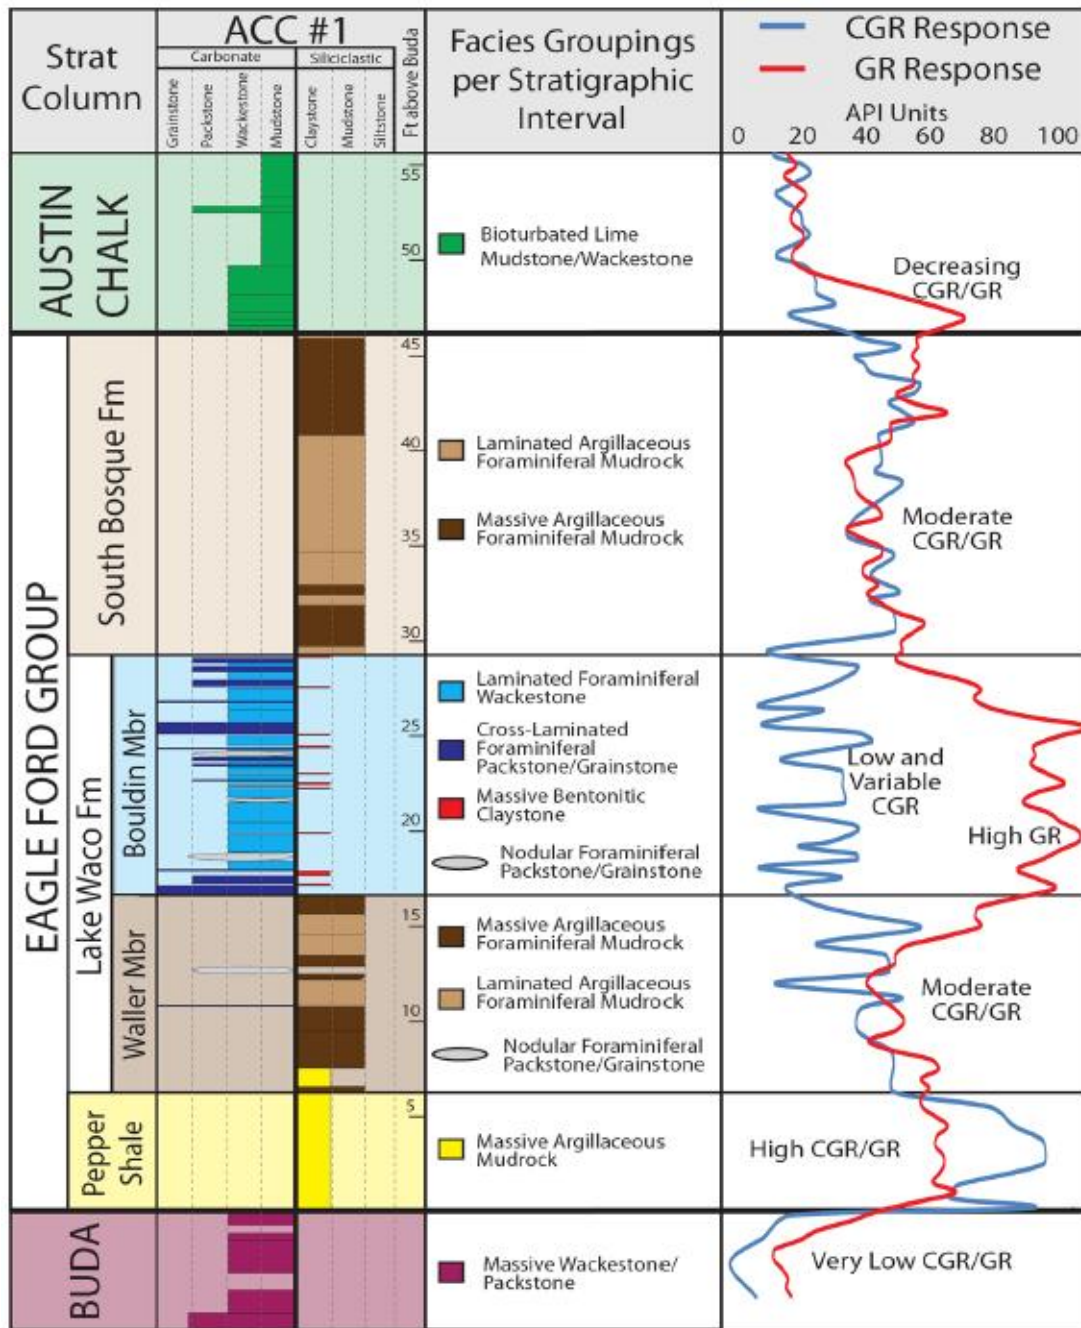 Strat
Column
ACC #1
Carbonate
Siliciclastic
Grainstone
Packstone
Wackestone
Mudstone
Claystone
Mudstone
Siltstone
Ft above Buda
Facies Groupings
per Stratigraphic
Interval
CGR Response
GR Response
API Units
0 20 40 60 80 100
AUSTIN
CHALK
55
50
Bioturbated Lime
Mudstone/Wackestone
Decreasing
CGR/GR
EAGLE FORD GROUP
South Bosque Fm
45
40
35
30
Laminated Argillaceous
Foraminiferal Mudrock
Massive Argillaceous
Foraminiferal Mudrock
Moderate
CGR/GR
Lake Waco Fm
Bouldin Mbr
25
20
Laminated Foraminiferal
Wackestone
Cross-Laminated
Foraminiferal
Packstone/Grainstone
Massive Bentonitic
Claystone
Nodular Foraminiferal
Packstone/Grainstone
Low and
Variable
CGR
High GR
Waller Mbr
15
10
Massive Argillaceous
Foraminiferal Mudrock
Laminated Argillaceous
Foraminiferal Mudrock
Nodular Foraminiferal
Packstone/Grainstone
Moderate
CGR/GR
Pepper
Shale
5
Massive Argillaceous
Mudrock
High CGR/GR
BUDA
Massive Wackestone/
Packstone
Very Low CGR/GR